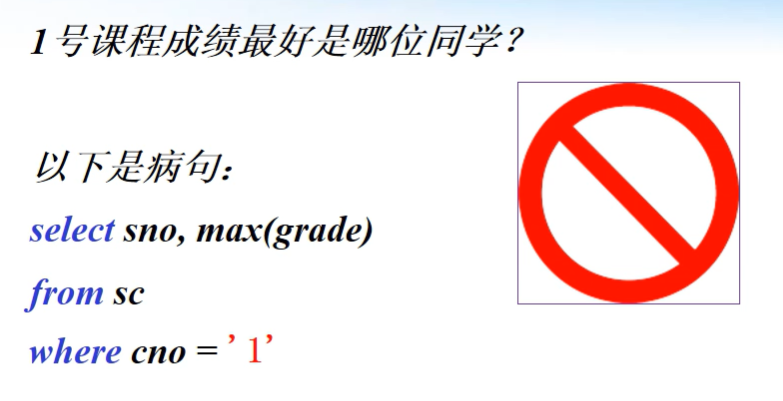 1号课程成绩最好是哪位同学？
以下是病句：
select sno, max(grade)
from sc
where cno = ’1’